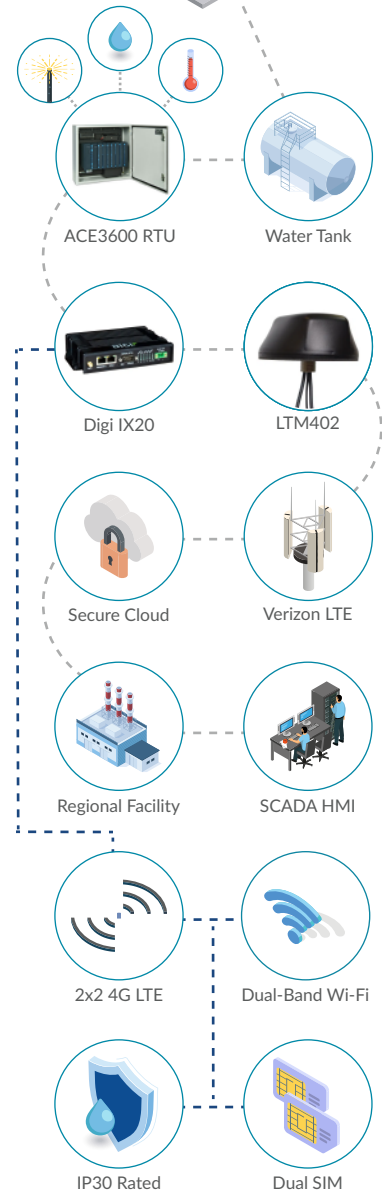 ACE3600 RTU
Water Tank
Digi IX20
LTM402
Secure Cloud
Verizon LTE
Regional Facility
SCADA HMI
2x2 4G LTE
Dual-Band Wi-Fi
IP30 Rated
Dual SIM